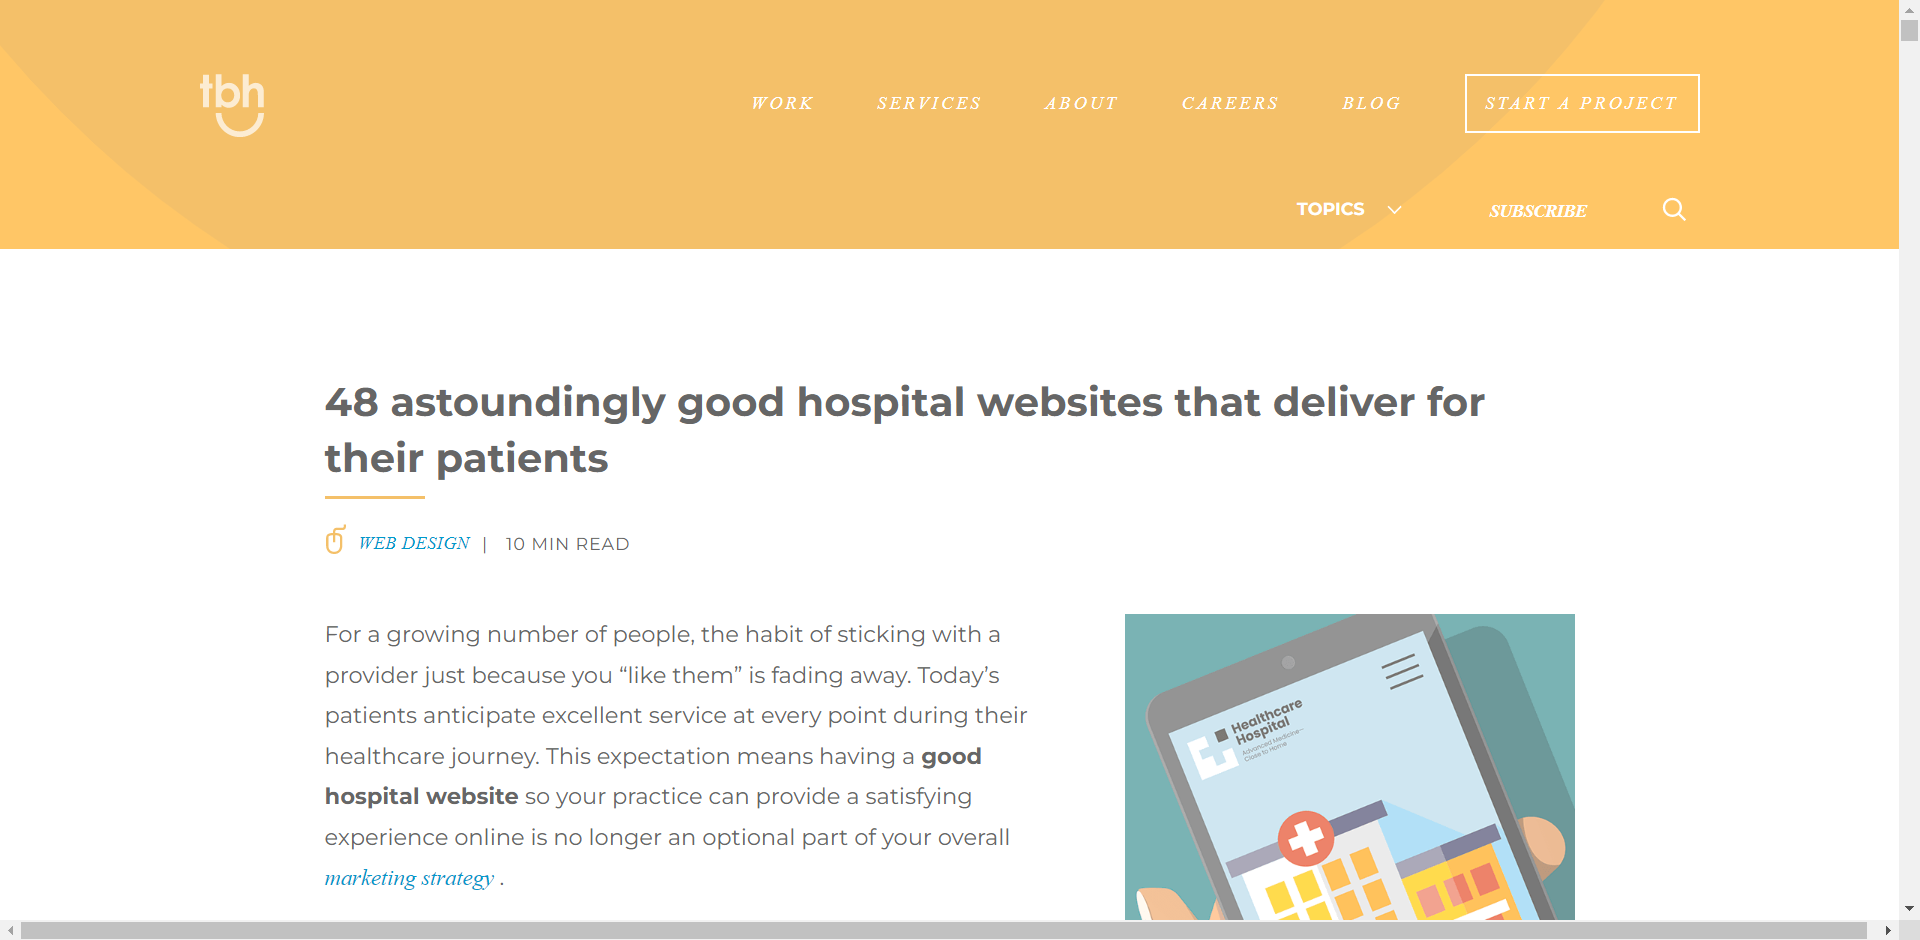 tbh
WORK
SERVICES
ABOUT
CAREERS
BLOG
START A PROJECT
TOPICS
SUBSCRIBE
48 astoundingly good hospital websites that deliver for
their patients
WEB DESIGN | 10 MIN READ
For a growing number of people, the habit of sticking with a
provider just because you “like them” is fading away. Today’s
patients anticipate excellent service at every point during their
healthcare journey. This expectation means having a good
hospital website so your practice can provide a satisfying
experience online is no longer an optional part of your overall
marketing strategy .
Healthcare
Hospital
Advanced Medicine—
Close to Home